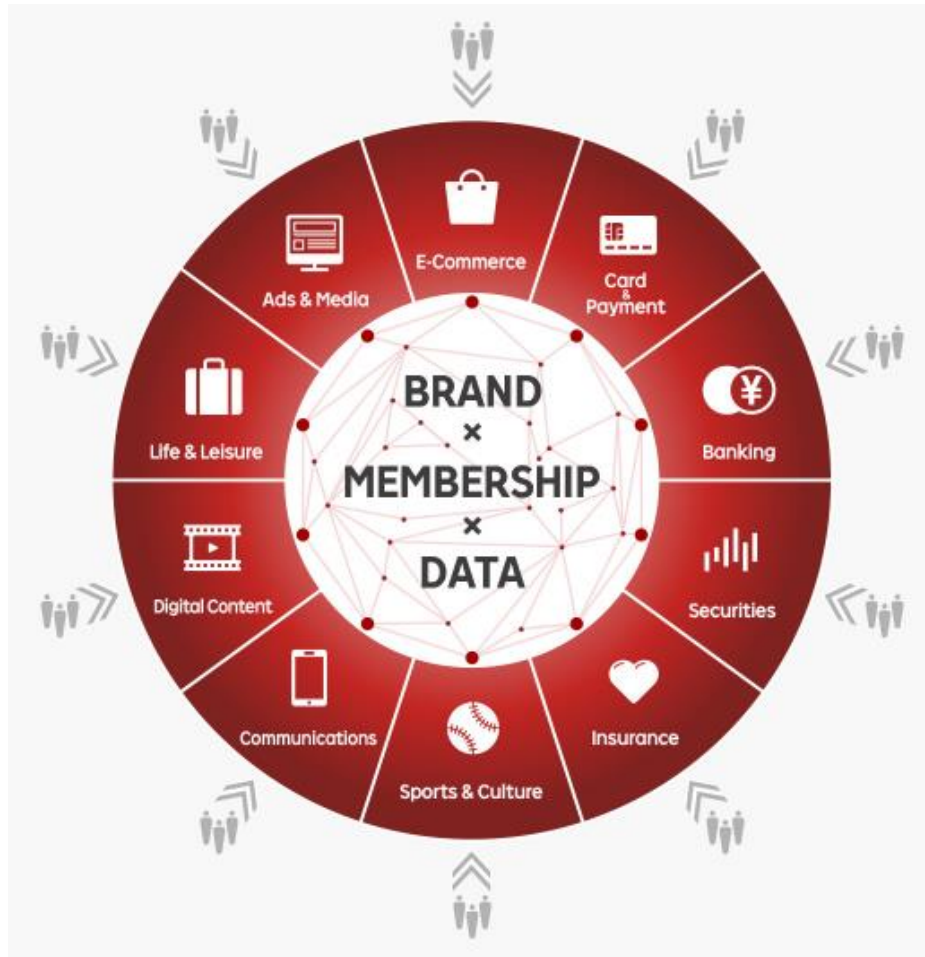 E-Commerce
Card
&
Payment
Banking
¥
Securities
Insurance
Sports & Culture
Communications
Digital Content
Life & Leisure
Ads & Media
BRAND
×
MEMBERSHIP
×
DATA